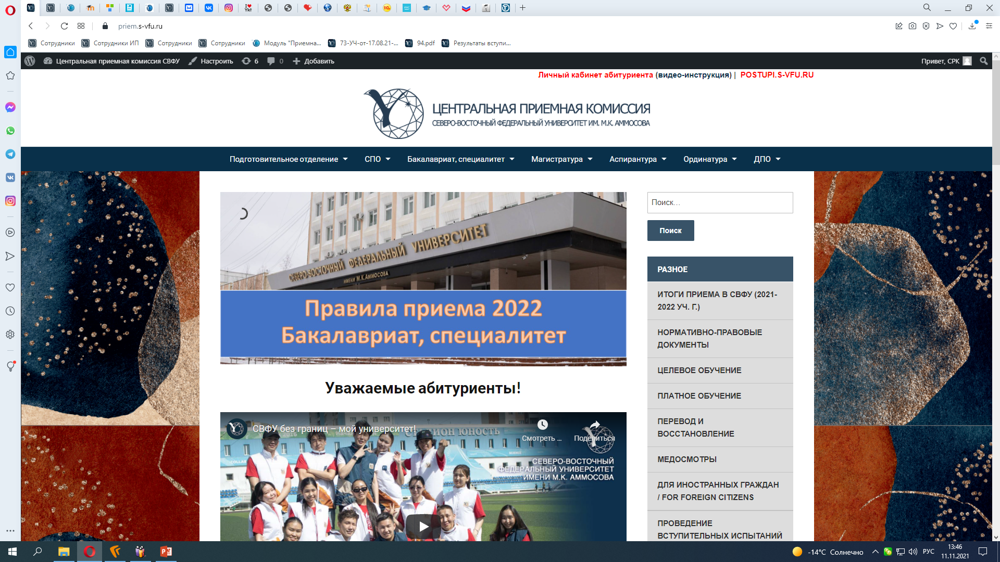 I
Ykt
priem.s-vfu.ru
Сотрудники
Сотрудники ИП
Сотрудники
Сотрудники
Модуль "Приемна...
73-УЧ-от-17.08.21-...
94.pdf
Результаты вступи...
Центральная приемная комиссия СВФУ
Настроить
6
0
Добавить
Привет, СРК
Личный кабинет абитуриента (видео-инструкция) | POSTUPI.S-VFU.RU
ЦЕНТРАЛЬНАЯ ПРИЕМНАЯ КОМИССИЯ
СЕВЕРО-ВОСТОЧНЫЙ ФЕДЕРАЛЬНЫЙ УНИВЕРСИТЕТ ИМ. М.К. АММОСОВА
Подготовительное отделение
СПО
Бакалавриат, специалитет
Магистратура
Аспирантура
Ординатура
ДПО
СЕВЕРО-ВОСТОЧНЫЙ ФЕДЕРАЛЬНЫЙ УНИВЕРСИТЕТ
ИМЕНИ М.К.АММОСОВА
Правила приема 2022
Бакалавриат, специалитет
Уважаемые абитуриенты!
СВФУ без границ – мой университет!
Смотреть ...
Поделиться
СЕВЕРО-ВОСТОЧНЫЙ
ФЕДЕРАЛЬНЫЙ УНИВЕРСИТЕТ
ИМЕНИ М.К. АММОСОВА
Поиск...
Поиск
РАЗНОЕ
ИТОГИ ПРИЕМА В СВФУ (2021-
2022 УЧ. Г.)
НОРМАТИВНО-ПРАВОВЫЕ
ДОКУМЕНТЫ
ЦЕЛЕВОЕ ОБУЧЕНИЕ
ПЛАТНОЕ ОБУЧЕНИЕ
ПЕРЕВОД И
ВОССТАНОВЛЕНИЕ
МЕДОСМОТРЫ
ДЛЯ ИНОСТРАННЫХ ГРАЖДАН
/ FOR FOREIGN CITIZENS
ПРОВЕДЕНИЕ
ВСТУПИТЕЛЬНЫХ ИСПЫТАНИЙ
-14°C Солнечно
РУС
13:46
11.11.2021